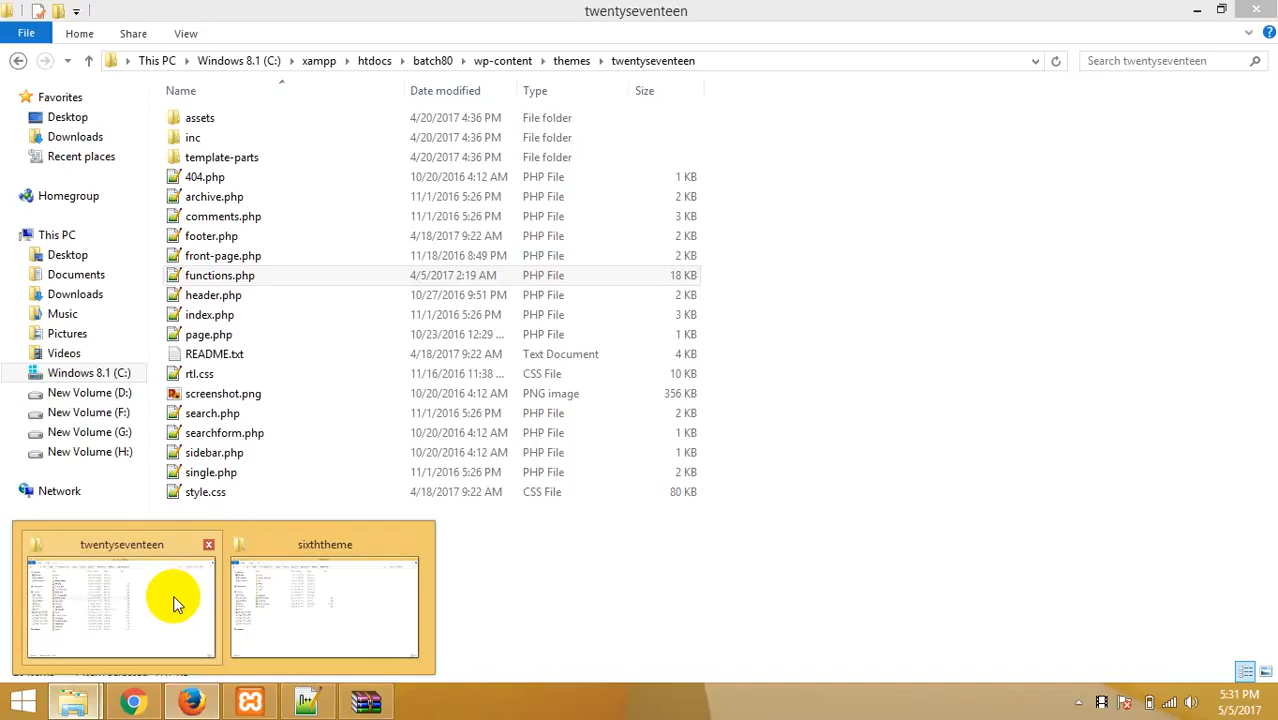 twentyseventeen
File Home Share View
This PC Windows 8.1 (C:) xampp htdocs batch80 wp-content themes twentyseventeen Search twentyseventeen
Name Date modified Type Size
Favorites
Desktop
Downloads
Recent places
Homegroup
This PC
Desktop
Documents
Downloads
Music
Pictures
Videos
Windows 8.1 (C:)
New Volume (D:)
New Volume (F:)
New Volume (G:)
New Volume (H:)
Network
assets 4/20/2017 4:36 PM File folder
inc 4/20/2017 4:36 PM File folder
template-parts 4/20/2017 4:36 PM File folder
404.php 10/20/2016 4:12 AM PHP File 1 KB
archive.php 11/1/2016 5:26 PM PHP File 2 KB
comments.php 11/1/2016 5:26 PM PHP File 3 KB
footer.php 4/18/2017 9:22 AM PHP File 2 KB
front-page.php 11/18/2016 8:49 PM PHP File 2 KB
functions.php 4/5/2017 2:19 AM PHP File 18 KB
header.php 10/27/2016 9:51 PM PHP File 2 KB
index.php 11/1/2016 5:26 PM PHP File 3 KB
page.php 10/23/2016 12:29 ... PHP File 1 KB
README.txt 4/18/2017 9:22 AM Text Document 4 KB
rtl.css 11/16/2016 11:38 ... CSS File 10 KB
screenshot.png 10/20/2016 4:12 AM PNG image 356 KB
search.php 11/1/2016 5:26 PM PHP File 2 KB
searchform.php 10/20/2016 4:12 AM PHP File 1 KB
sidebar.php 10/20/2016 4:12 AM PHP File 1 KB
single.php 11/1/2016 5:26 PM PHP File 2 KB
style.css 4/18/2017 9:22 AM CSS File 80 KB
twentyseventeen sixththeme
5:31 PM
5/5/2017